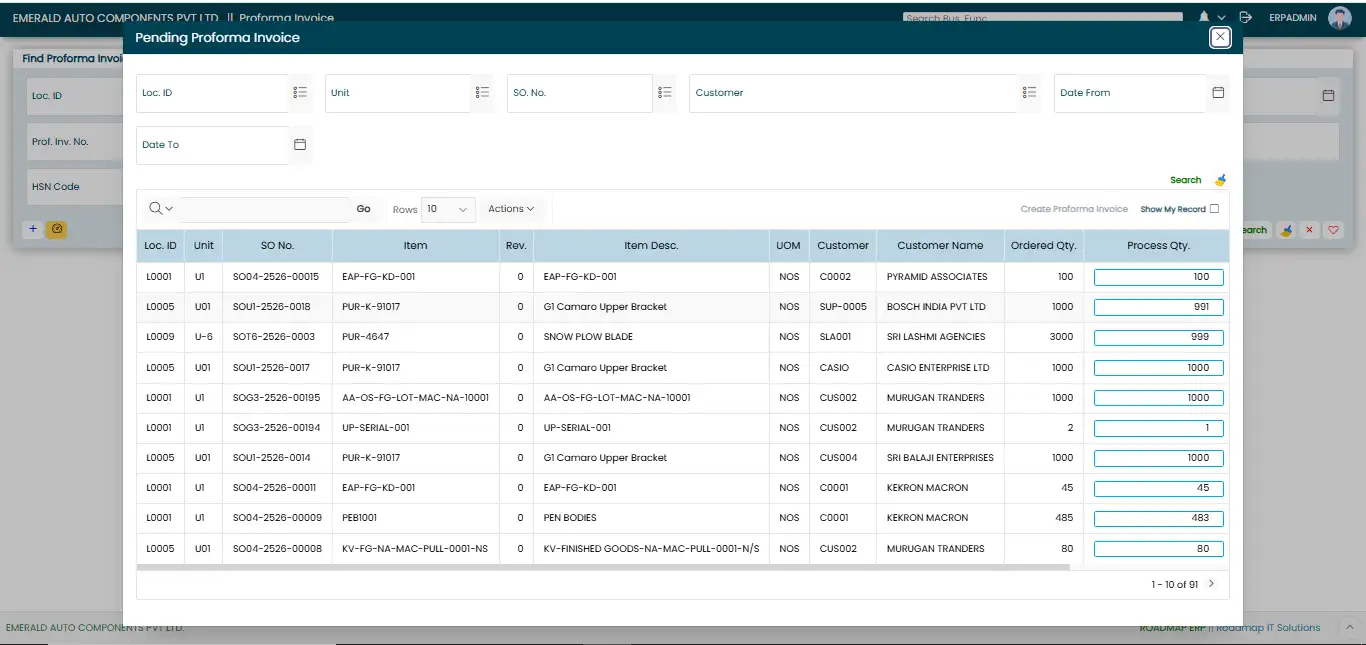 EMERALD AUTO COMPONENTS PVT LTD. || Proforma Invoice
Search Bus. Func.
ERPADMIN
Pending Proforma Invoice
Find Proforma Invoi
Loc. ID
Prof. Inv. No.
HSN Code
Loc. ID Unit SO. No. Customer Date From
Date To
Search
Go Rows 10 Actions Create Proforma Invoice Show My Record
earch
Loc. ID Unit SO No. Item Rev. Item Desc. UOM Customer Customer Name Ordered Qty. Process Qty.
L0001 U1 SO04-2526-00015 EAP-FG-KD-001 0 EAP-FG-KD-001 NOS C0002 PYRAMID ASSOCIATES 100 100
L0005 U01 SOU1-2526-0018 PUR-K-91017 0 G1 Camaro Upper Bracket NOS SUP-0005 BOSCH INDIA PVT LTD 1000 991
L0009 U-6 SOT6-2526-0003 PUR-4647 0 SNOW PLOW BLADE NOS SLA001 SRI LASHMI AGENCIES 3000 999
L0005 U01 SOU1-2526-0017 PUR-K-91017 0 G1 Camaro Upper Bracket NOS CASIO CASIO ENTERPRISE LTD 1000 1000
L0001 U1 SOG3-2526-00195 AA-OS-FG-LOT-MAC-NA-10001 0 AA-OS-FG-LOT-MAC-NA-10001 NOS CUS002 MURUGAN TRANDERS 1000 1000
L0001 U1 SOG3-2526-00194 UP-SERIAL-001 0 UP-SERIAL-001 NOS CUS002 MURUGAN TRANDERS 2 1
L0005 U01 SOU1-2526-0014 PUR-K-91017 0 G1 Camaro Upper Bracket NOS CUS004 SRI BALAJI ENTERPRISES 1000 1000
L0001 U1 SO04-2526-00011 EAP-FG-KD-001 0 EAP-FG-KD-001 NOS C0001 KEKRON MACRON 45 45
L0001 U1 SO04-2526-00009 PEB1001 0 PEN BODIES NOS C0001 KEKRON MACRON 485 483
L0005 U01 SO04-2526-00008 KV-FG-NA-MAC-PULL-0001-NS 0 KV-FINISHED GOODS-NA-MAC-PULL-0001-N/S NOS CUS002 MURUGAN TRANDERS 80 80
1 - 10 of 91
EMERALD AUTO COMPONENTS PVT LTD.
ROADMAP ERP || Roadmap IT Solutions